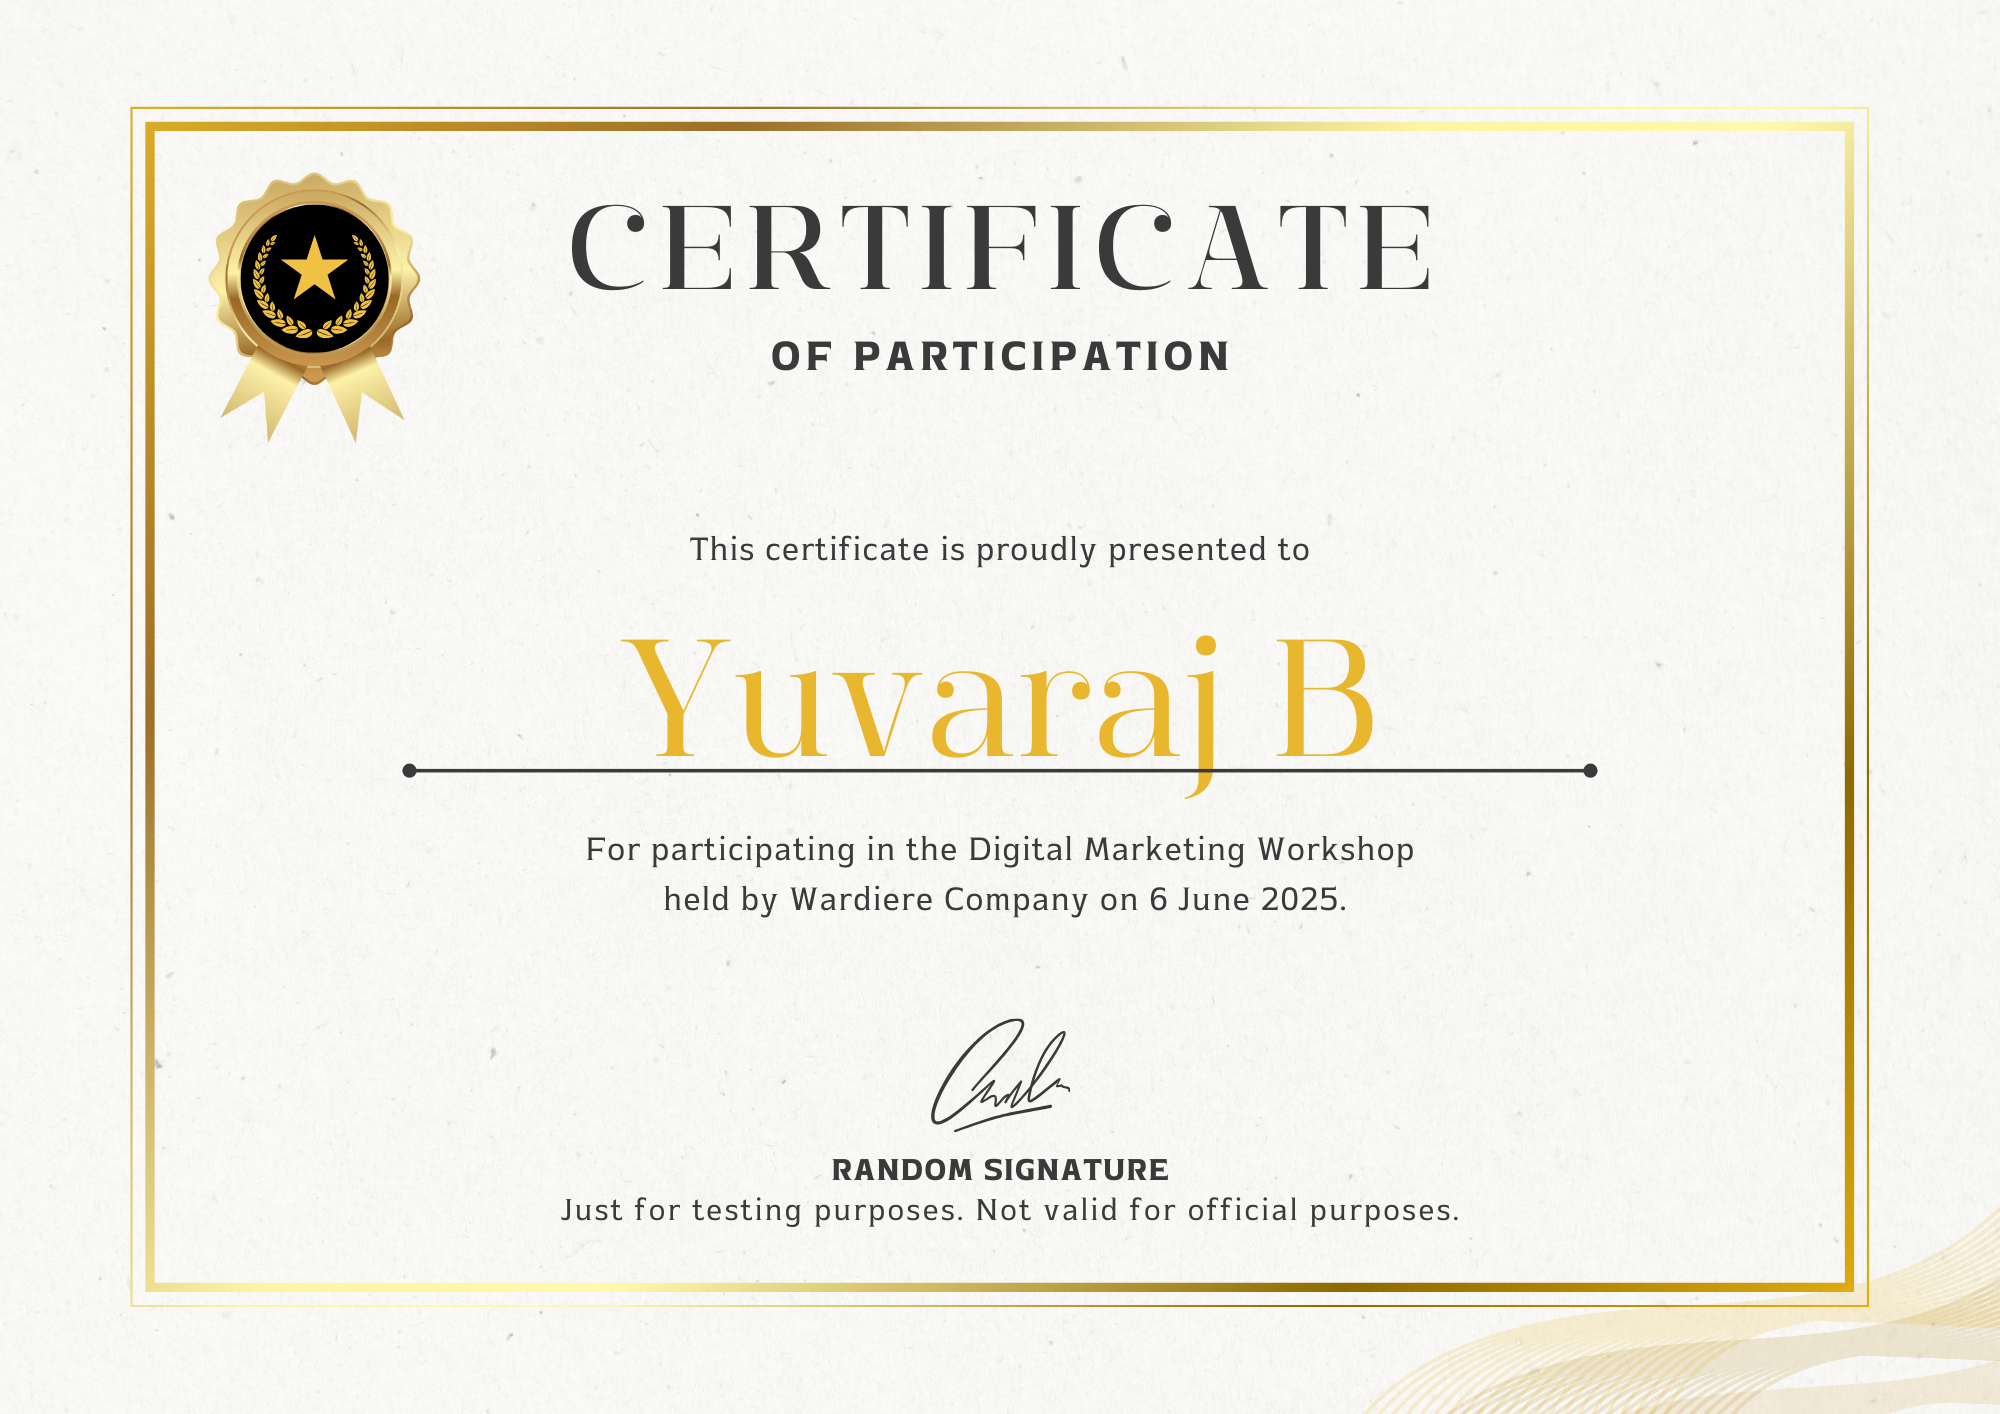 CERTIFICATE
OF PARTICIPATION
This certificate is proudly presented to
Yuvaraj B
For participating in the Digital Marketing Workshop
held by Wardiere Company on 6 June 2025.
RANDOM SIGNATURE
Just for testing purposes. Not valid for official purposes.